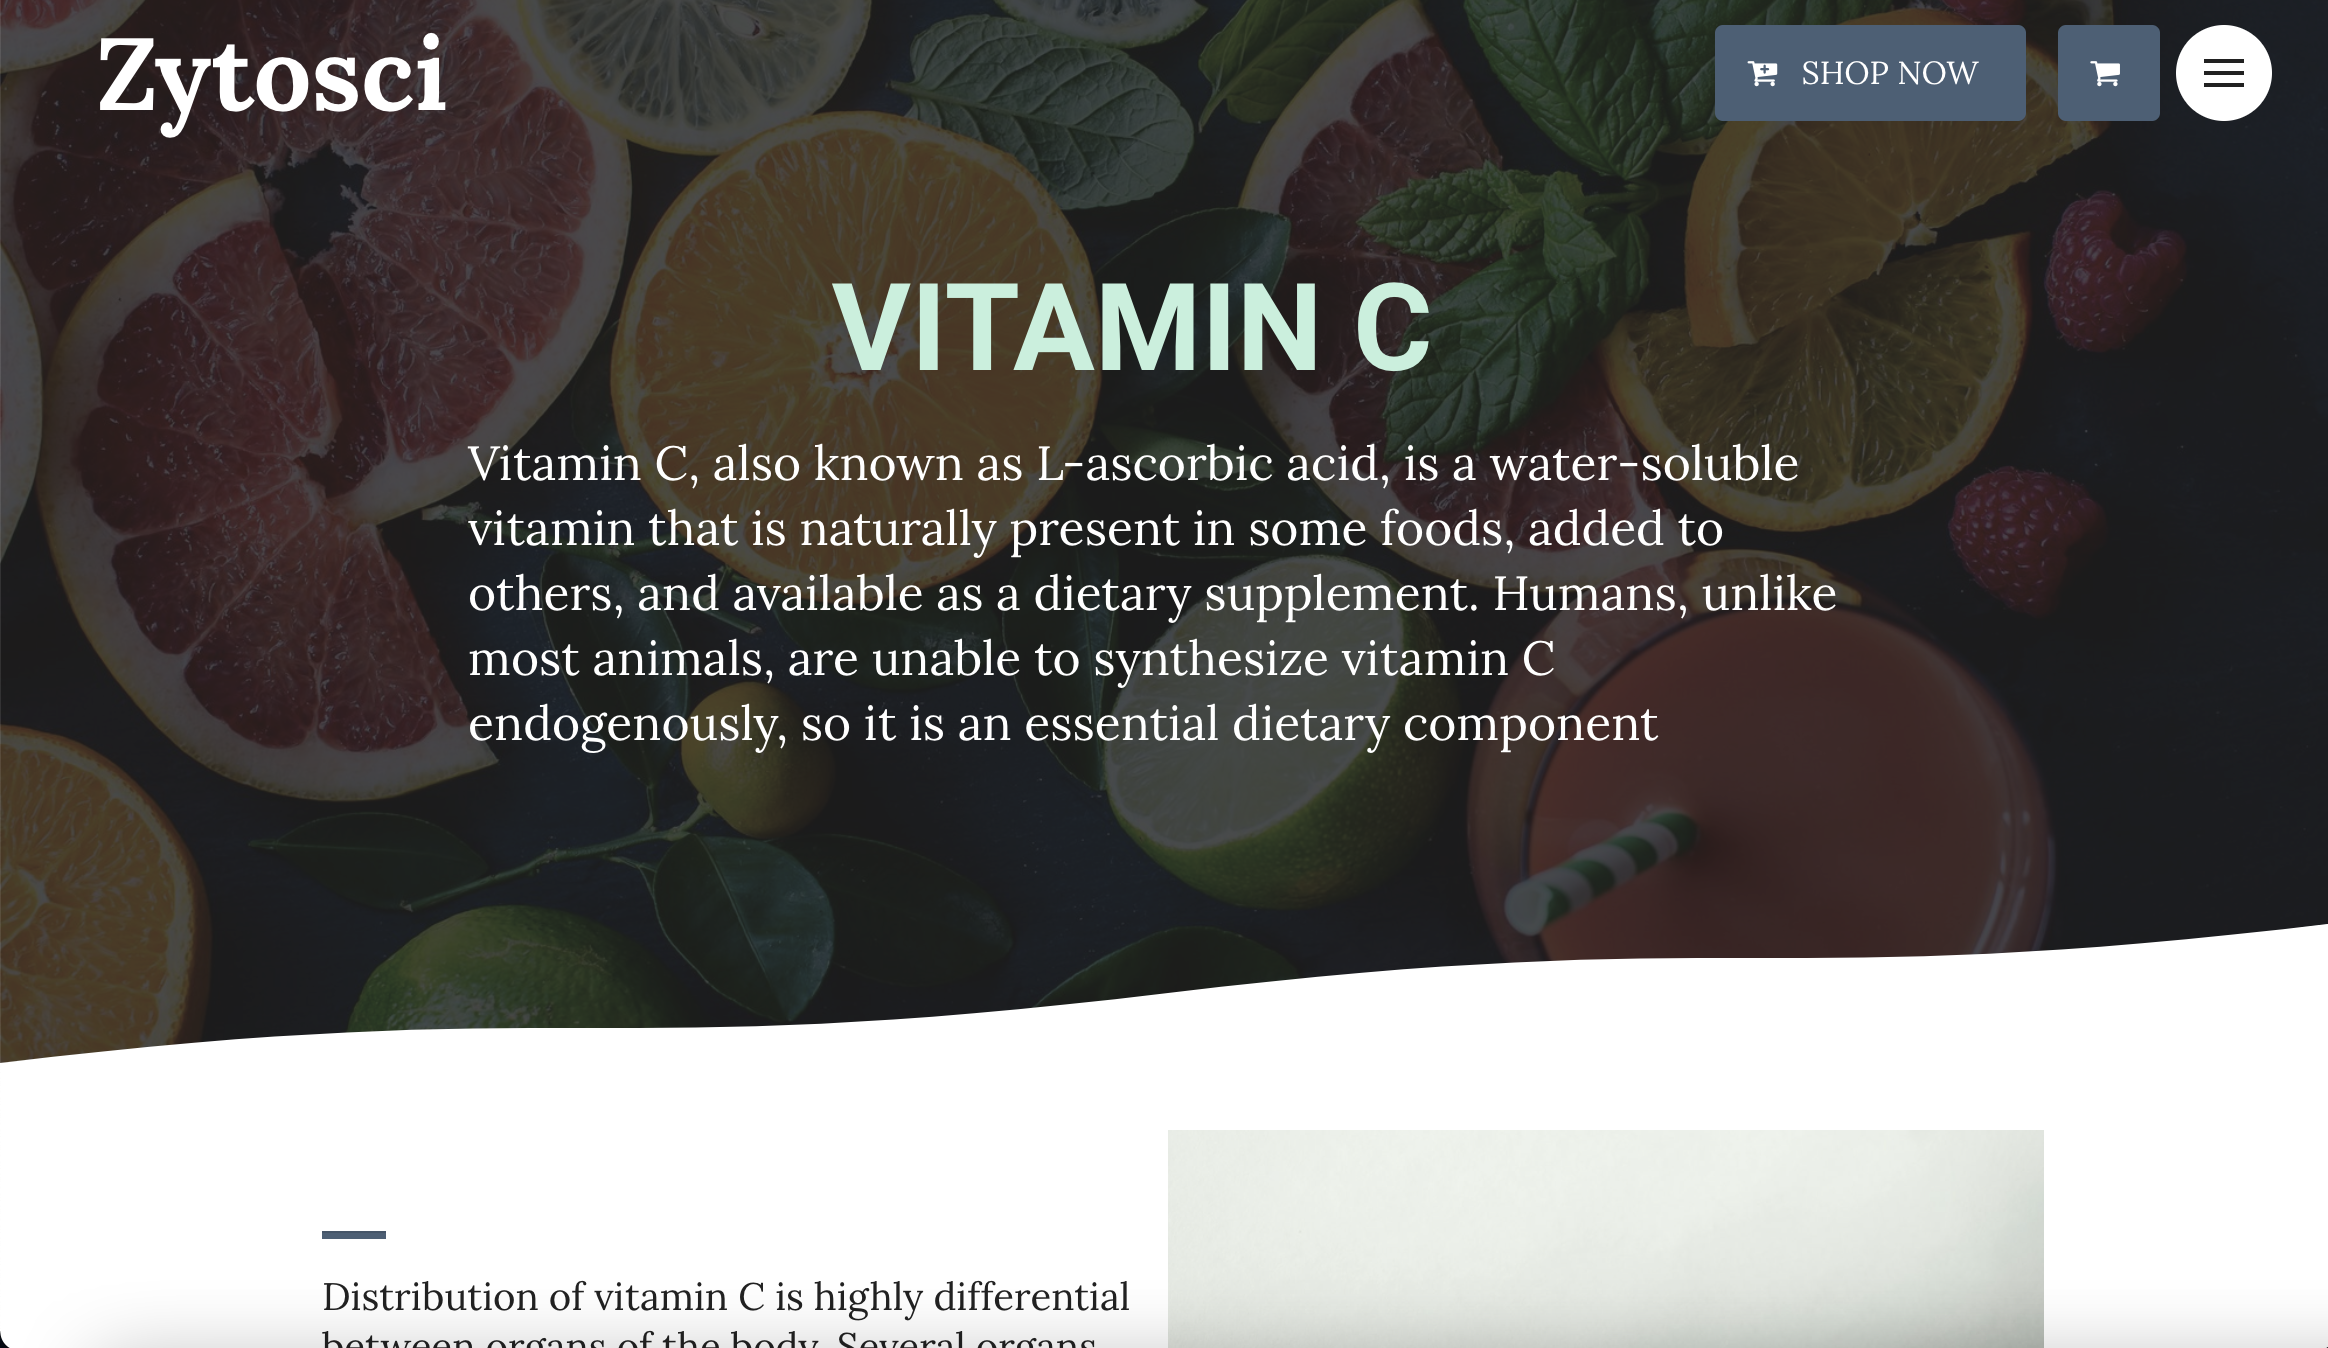 Zytosci
SHOP NOW
VITAMIN C
Vitamin C, also known as L-ascorbic acid, is a water-soluble
vitamin that is naturally present in some foods, added to
others, and available as a dietary supplement. Humans, unlike
most animals, are unable to synthesize vitamin C
endogenously, so it is an essential dietary component
Distribution of vitamin C is highly differential
between organs of the body. Several organs